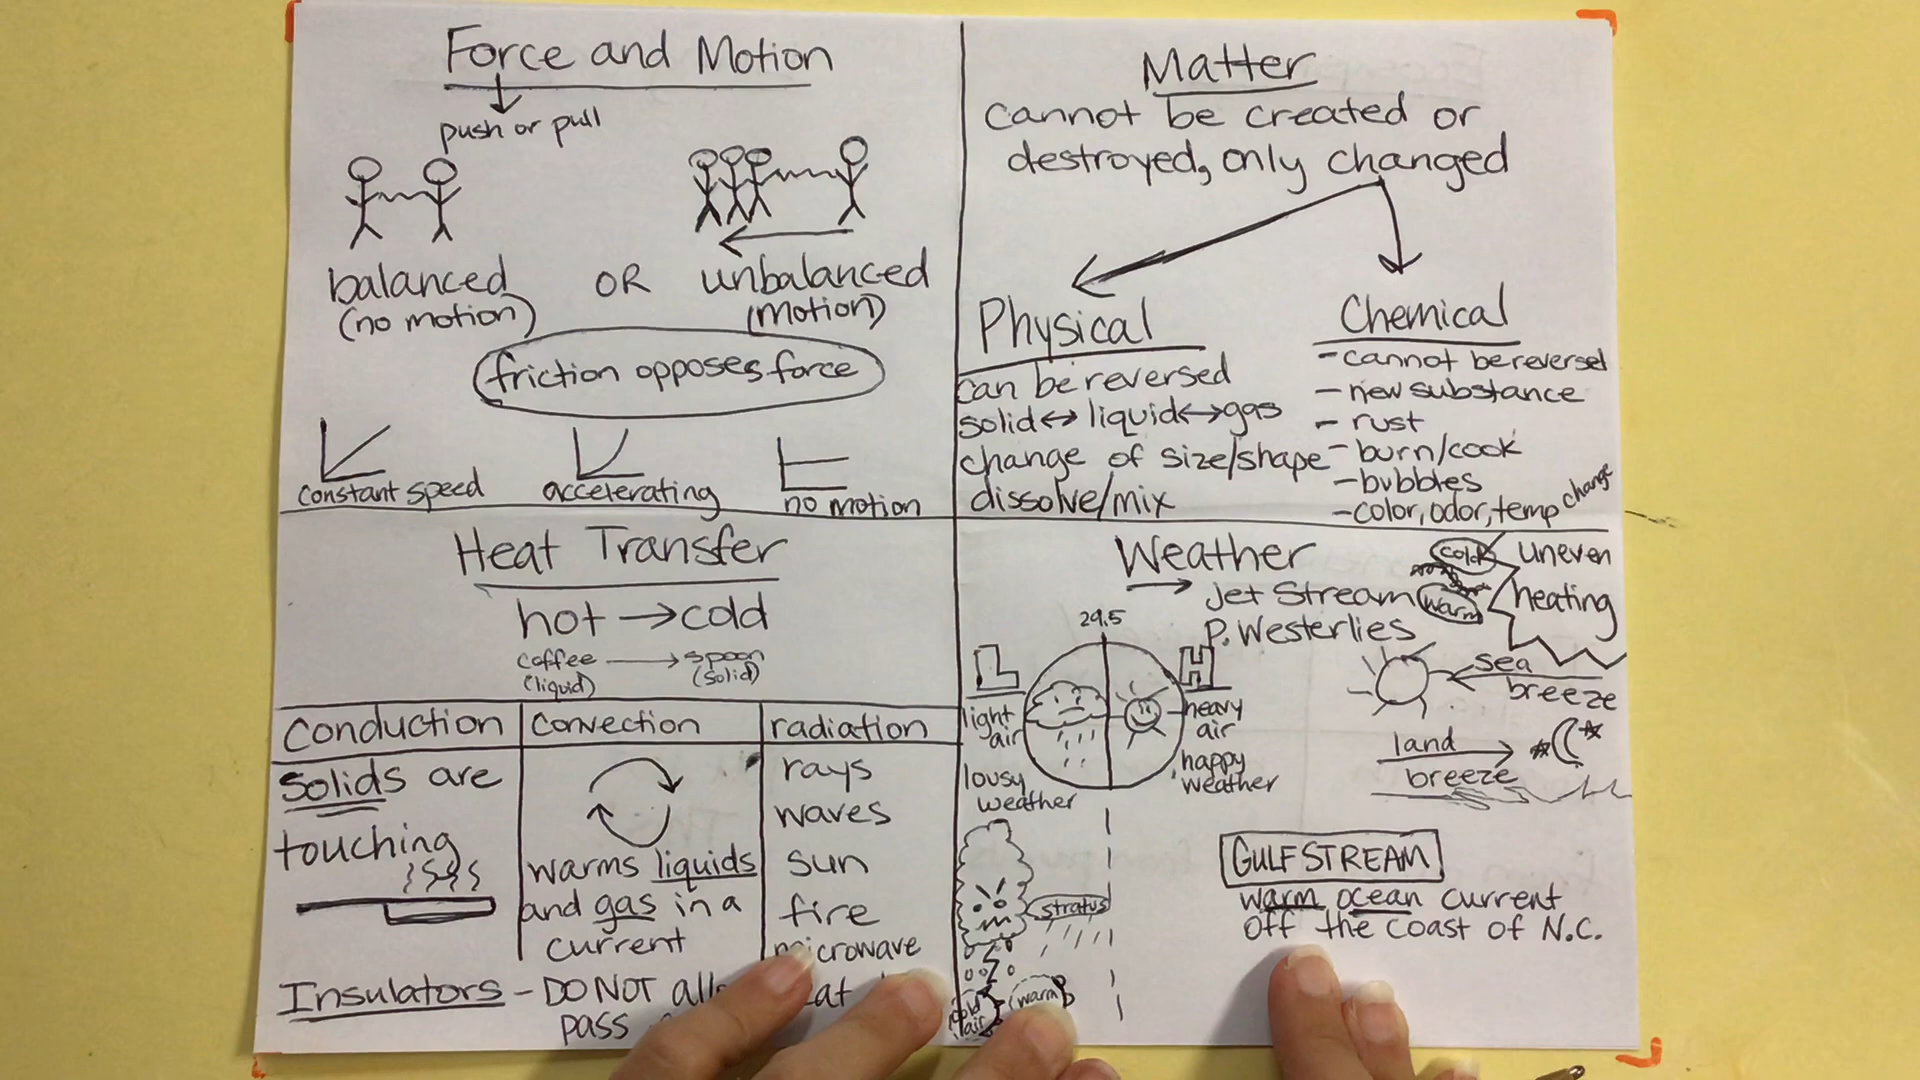 Force and Motion
push or pull
balanced OR unbalanced
(no motion) (motion)
friction opposes force
constant speed accelerating no motion
Matter
cannot be created or
destroyed, only changed
Physical
can be reversed
solid ↔ liquid ↔ gas
change of size/shape
dissolve/mix
Chemical
- cannot be reversed
- new substance
- rust
- burn/cook
- bubbles
- color, odor, temp change
Heat Transfer
hot → cold
coffee → spoon
(liquid) (solid)
conduction
solids are
touching
convection
warms liquids
and gas in a
current
radiation
rays
waves
sun
fire
microwave
Insulators - DO NOT
pass
Weather
Jet Stream
P. Westerlies
cold
warm
uneven
heating
29.5
L
light
air
lousy
weather
H
heavy
air
happy
weather
sea
breeze
land
breeze
stratus
cold
air
warm
GULF STREAM
warm ocean current
off the coast of N.C.